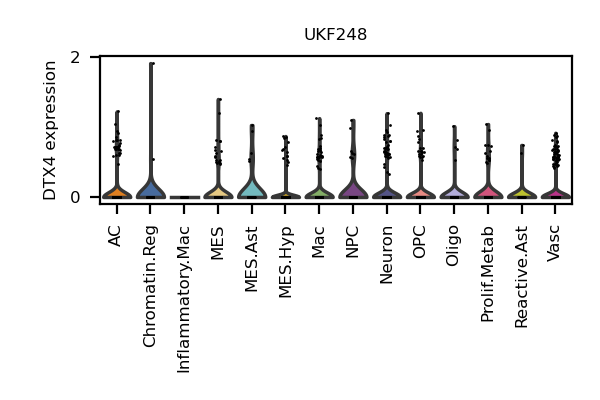 UKF248
DTX4 expression
2
0
AC
Chromatin.Reg
Inflammatory.Mac
MES
MES.Ast
MES.Hyp
Mac
NPC
Neuron
OPC
Oligo
Prolif.Metab
Reactive.Ast
Vasc